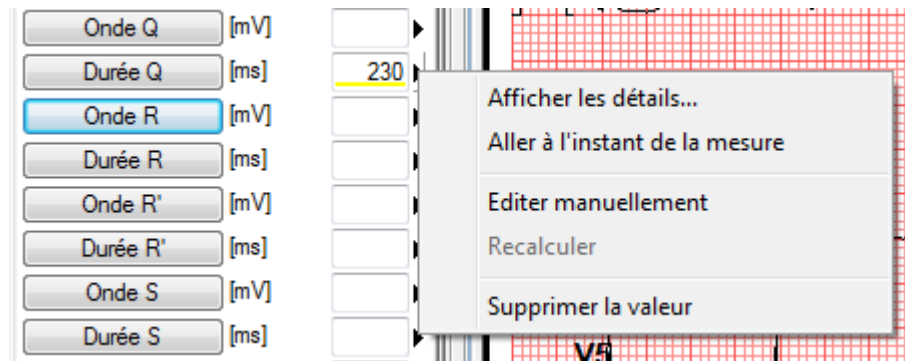 Onde Q [mV]
Durée Q [ms] 230
Onde R [mV]
Durée R [ms]
Onde R' [mV]
Durée R' [ms]
Onde S [mV]
Durée S [ms]
Afficher les détails...
Aller à l'instant de la mesure
Editer manuellement
Recalculer
Supprimer la valeur
V5